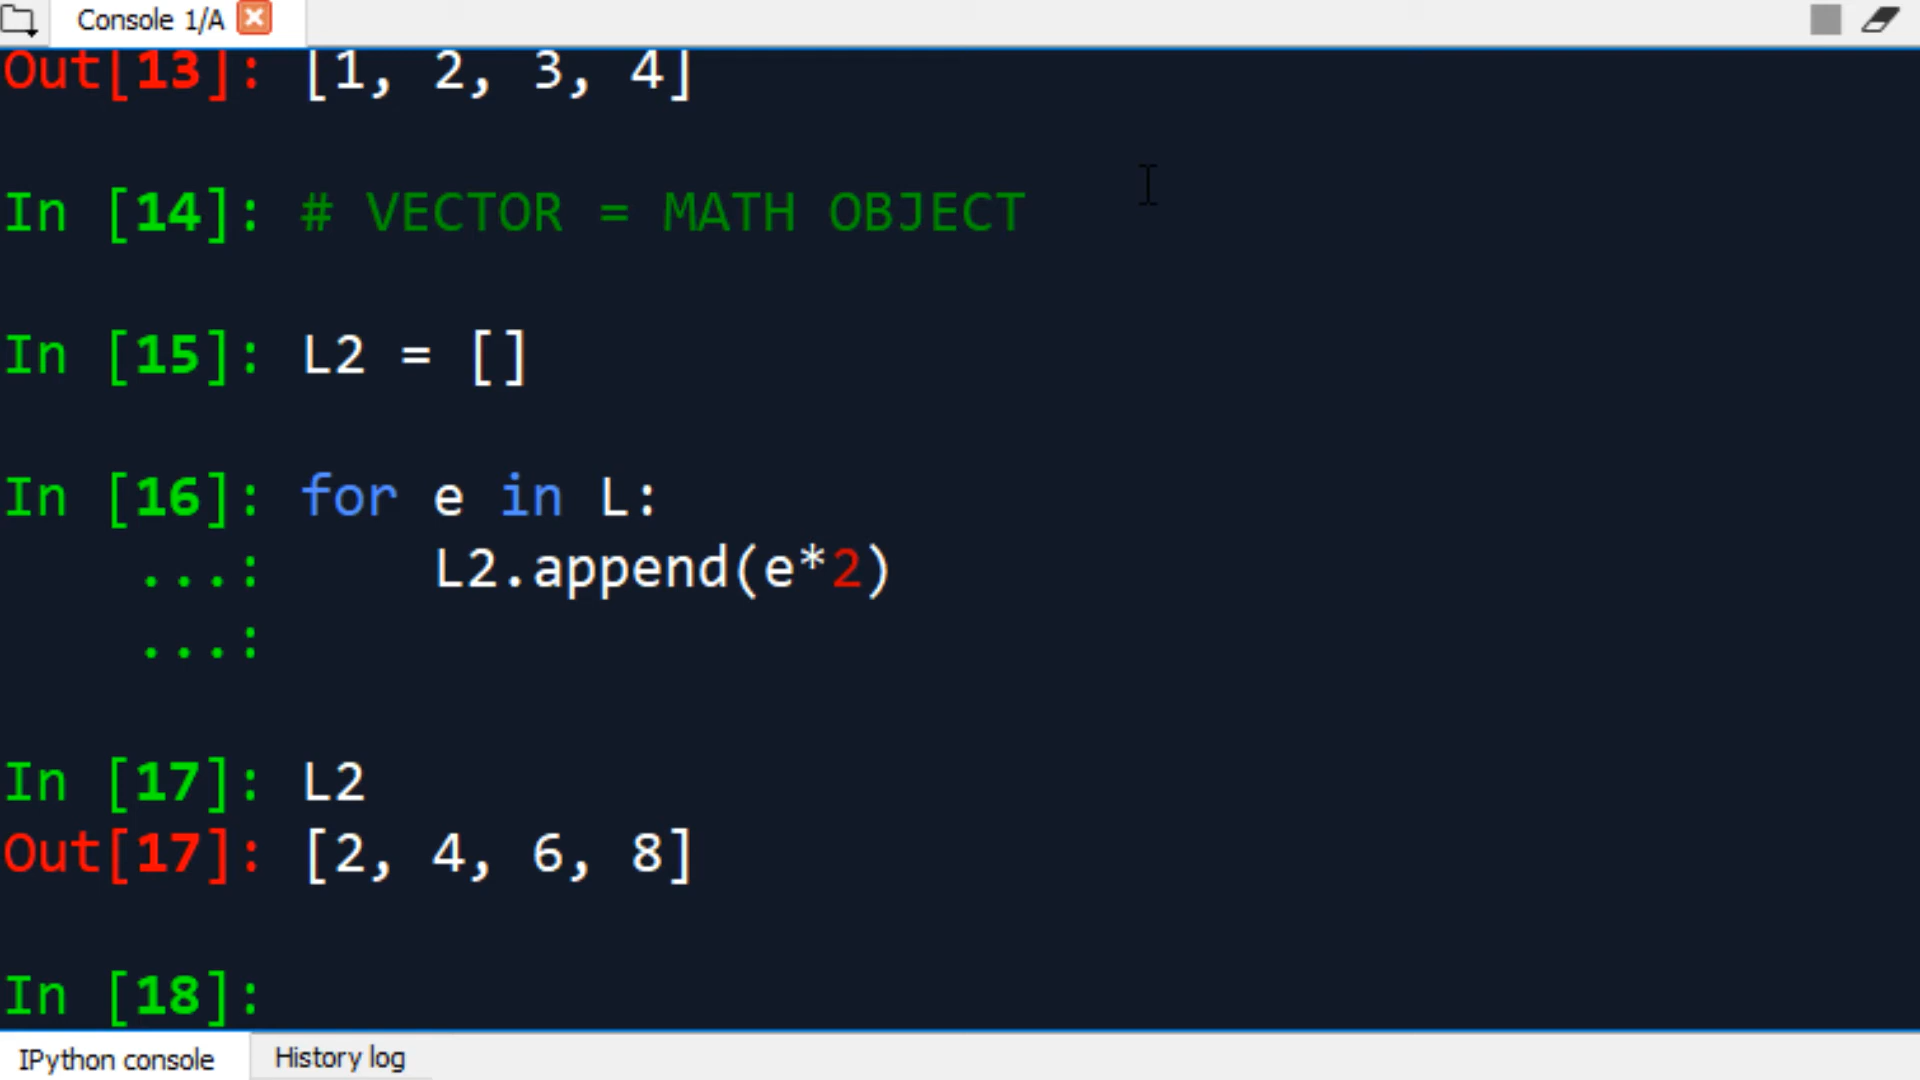 Console 1/A
Out[13]: [1, 2, 3, 4]
In [14]: # VECTOR = MATH OBJECT
In [15]: L2 = []
In [16]: for e in L:
...: L2.append(e*2)
...:
In [17]: L2
Out[17]: [2, 4, 6, 8]
In [18]:
IPython console History log